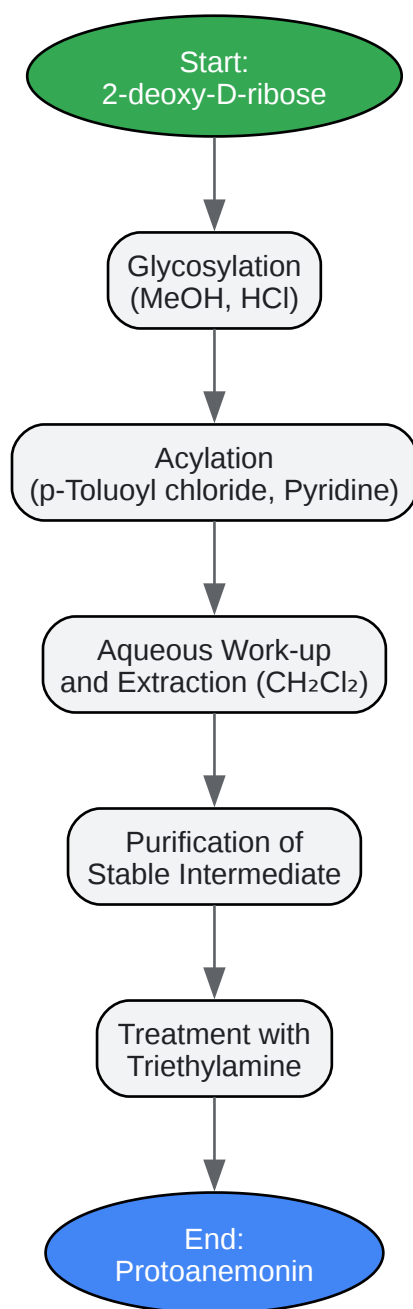 Start:
2-deoxy-D-ribose
Glycosylation
(MeOH, HCl)
Acylation
(p-Toluoyl chloride, Pyridine)
Aqueous Work-up
and Extraction (CH₂Cl₂)
Purification of
Stable Intermediate
Treatment with
Triethylamine
End:
Protoanemonin